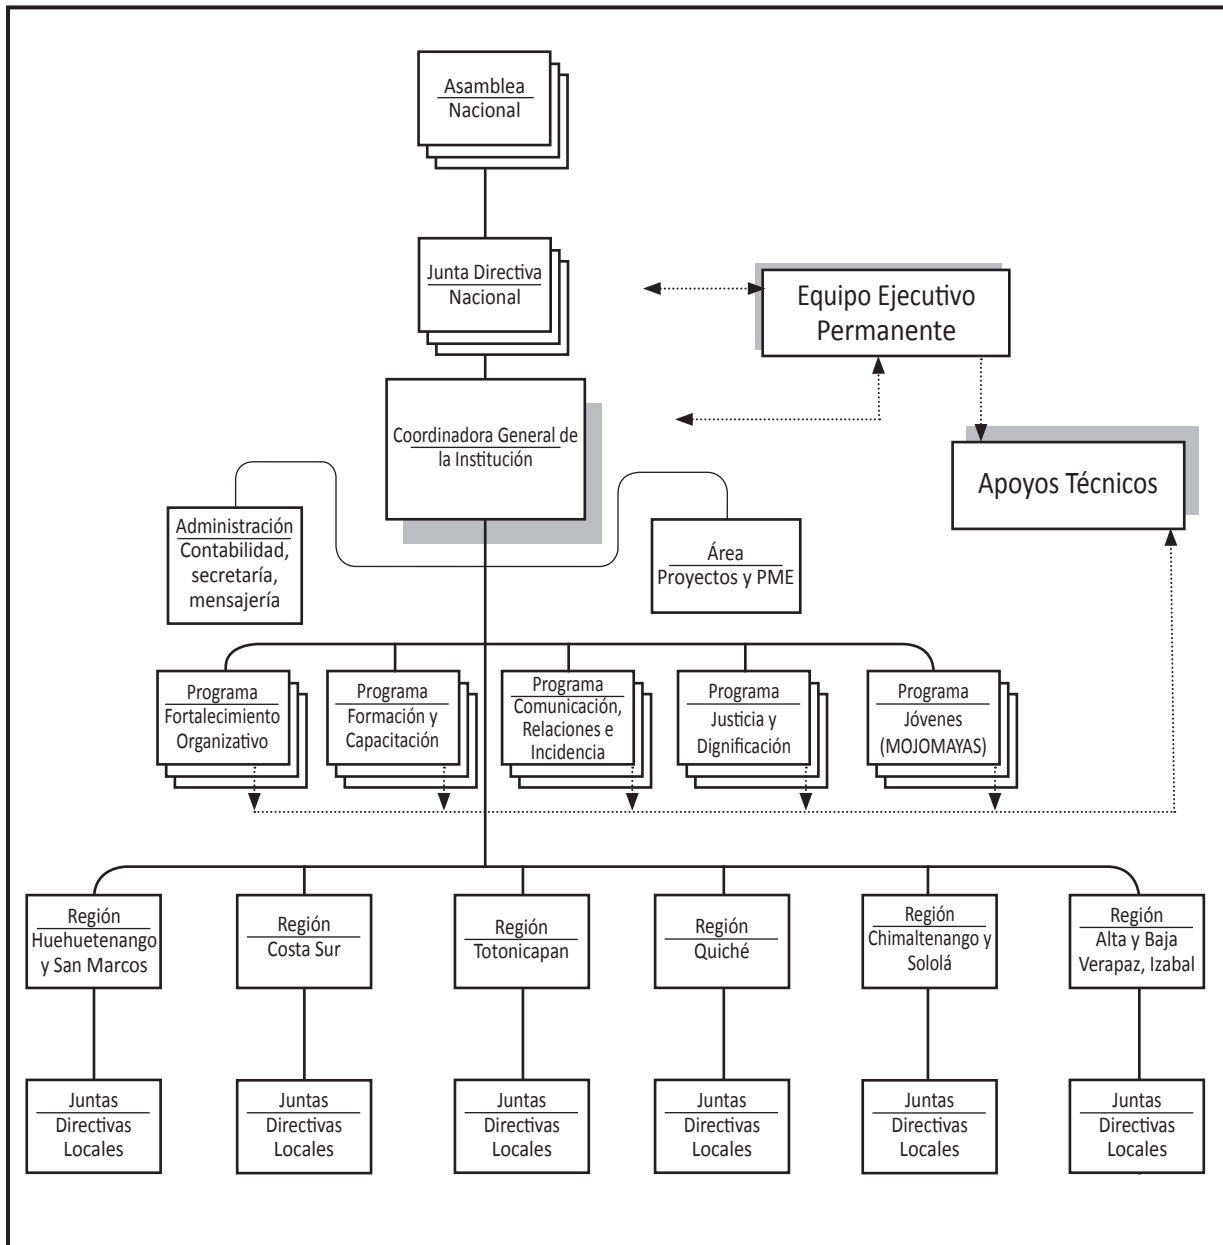 Asamblea
Nacional
Junta Directiva
Nacional
Equipo Ejecutivo
Permanente
Coordinadora General de
la Institución
Apoyos Técnicos
Administración
Contabilidad,
secretaría,
mensajería
Área
Proyectos y PME
Programa
Fortalecimiento
Organizativo
Programa
Formación y
Capacitación
Programa
Comunicación,
Relaciones e
Incidencia
Programa
Justicia y
Dignificación
Programa
Jóvenes
(MOJOMAYAS)
Región
Huehuetenango
y San Marcos
Región
Costa Sur
Región
Totonicapan
Región
Quiché
Región
Chimaltenango y
Sololá
Región
Alta y Baja
Verapaz, Izabal
Juntas
Directivas
Locales
Juntas
Directivas
Locales
Juntas
Directivas
Locales
Juntas
Directivas
Locales
Juntas
Directivas
Locales
Juntas
Directivas
Locales